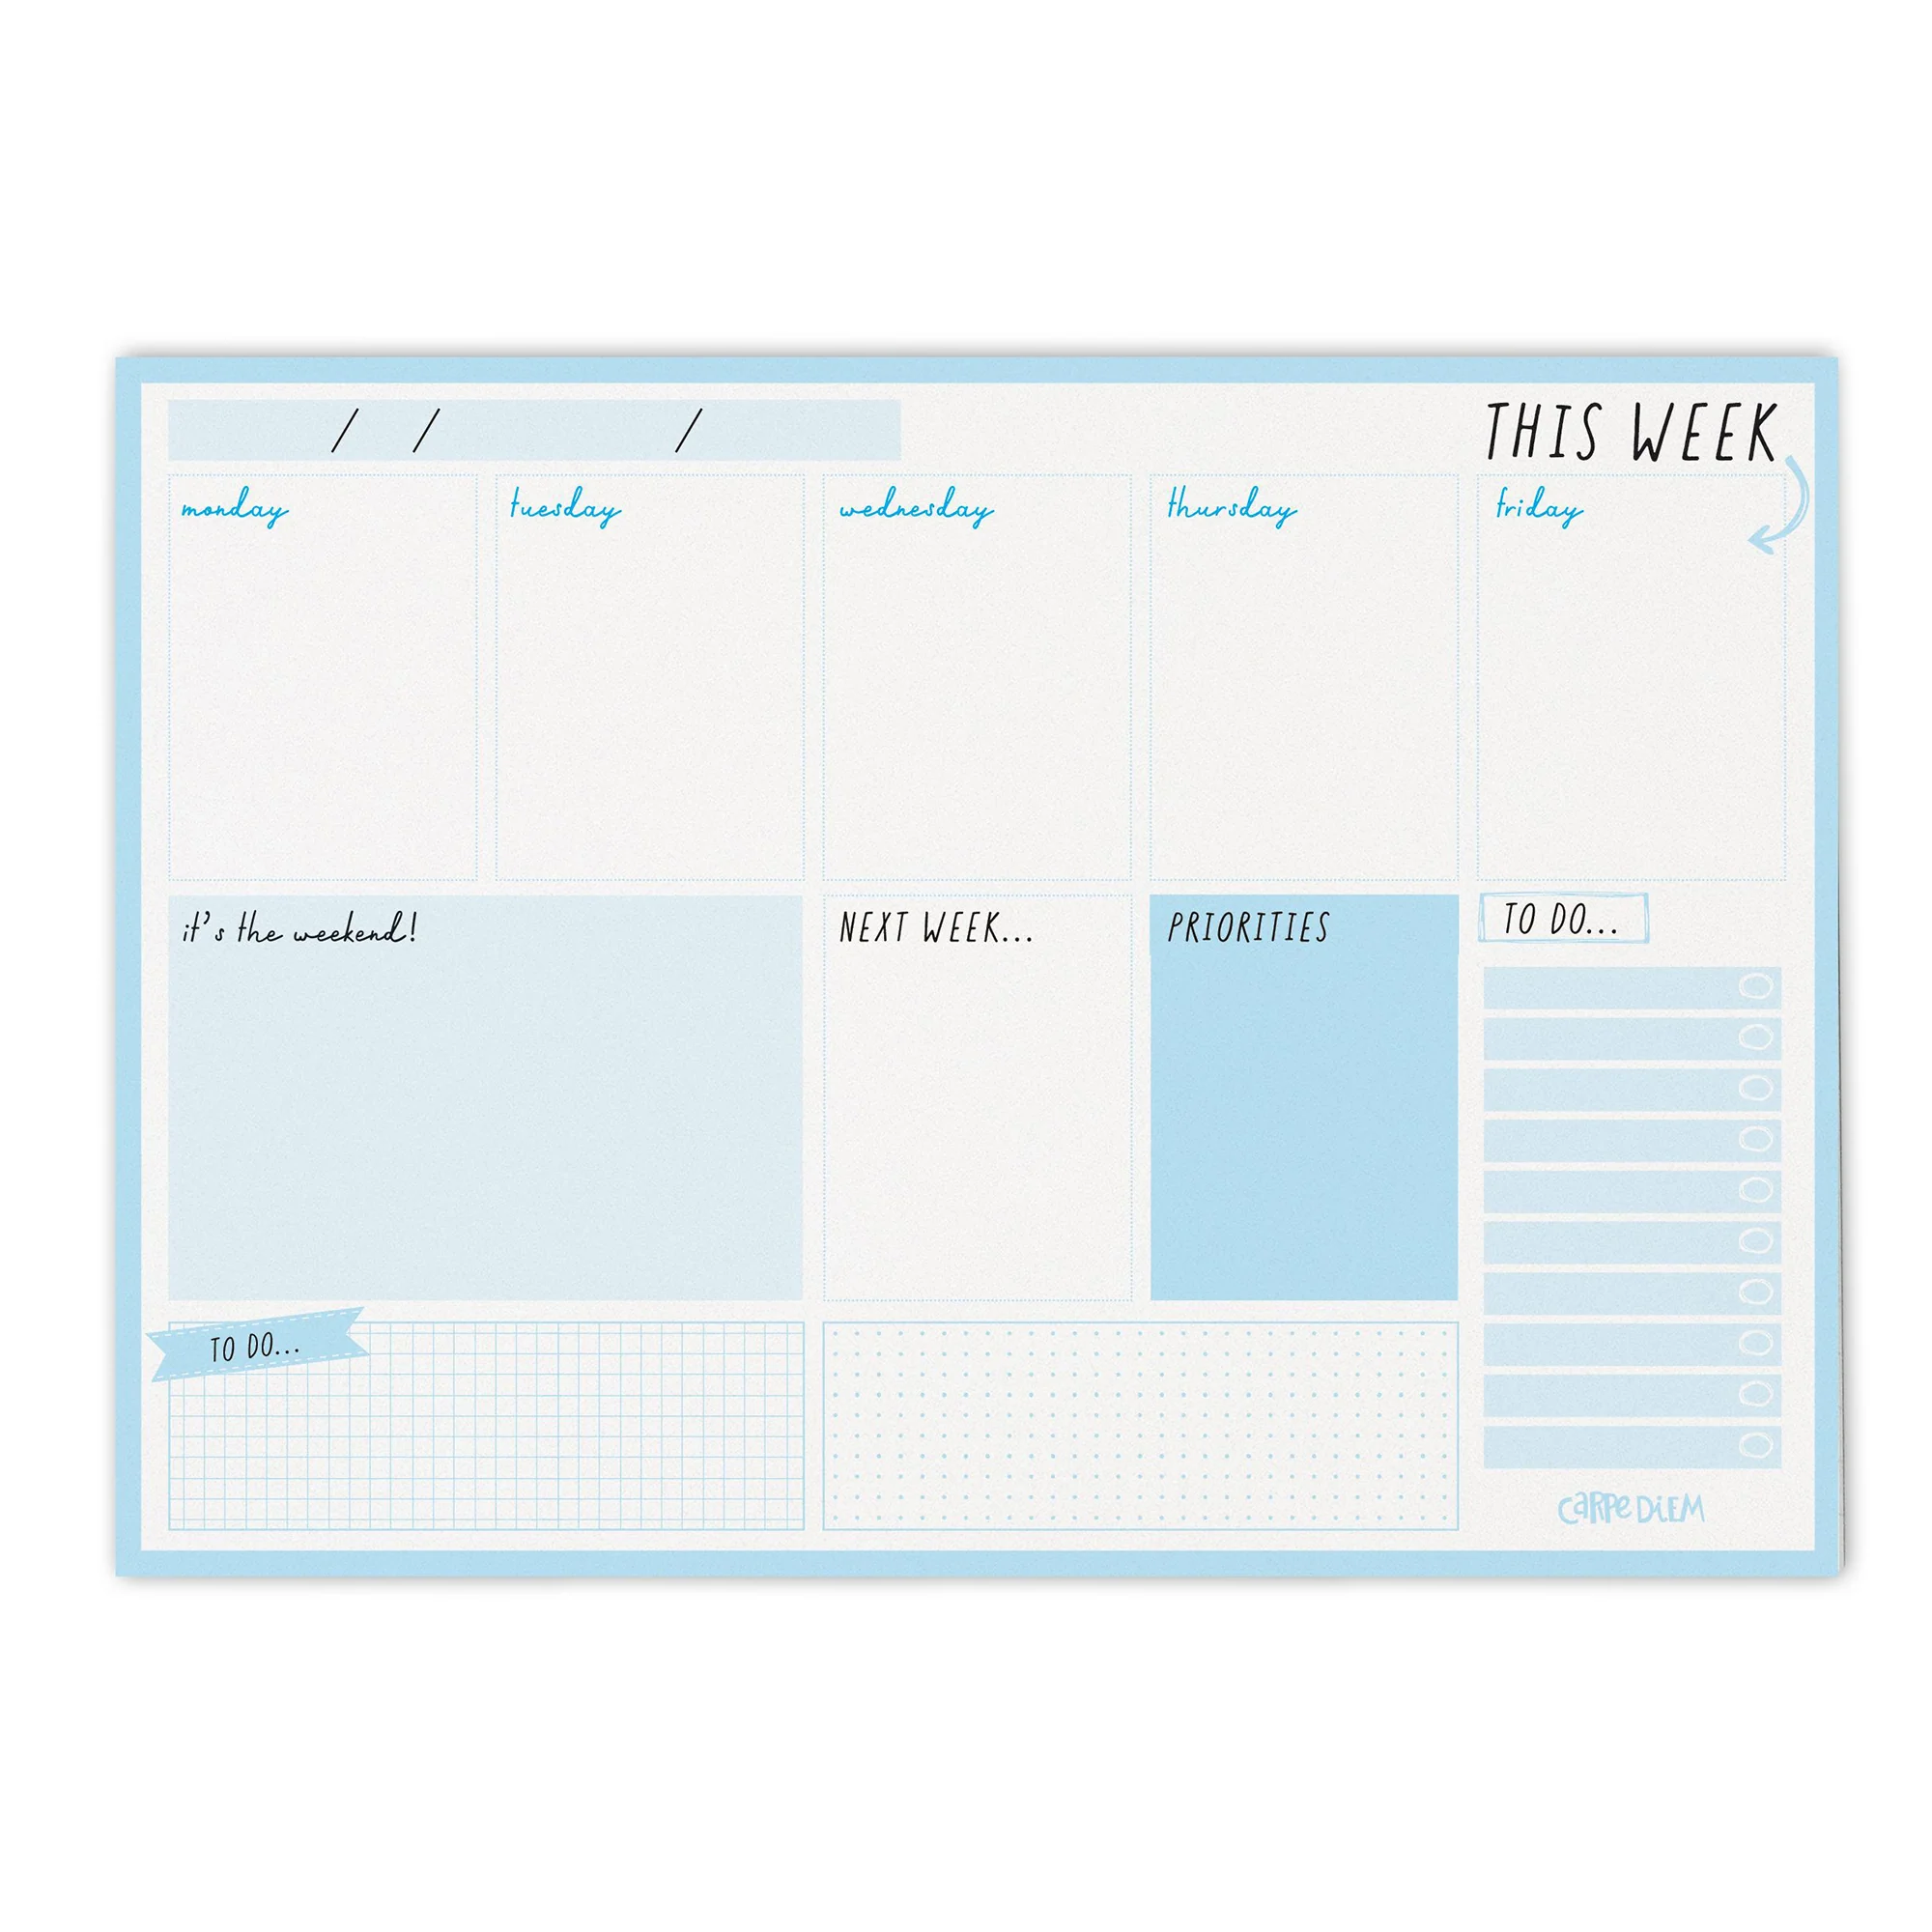 / / /
THIS WEEK
monday
tuesday
wednesday
thursday
friday
it's the weekend!
NEXT WEEK...
PRIORITIES
TO DO...
TO DO...
CARPE DiEM